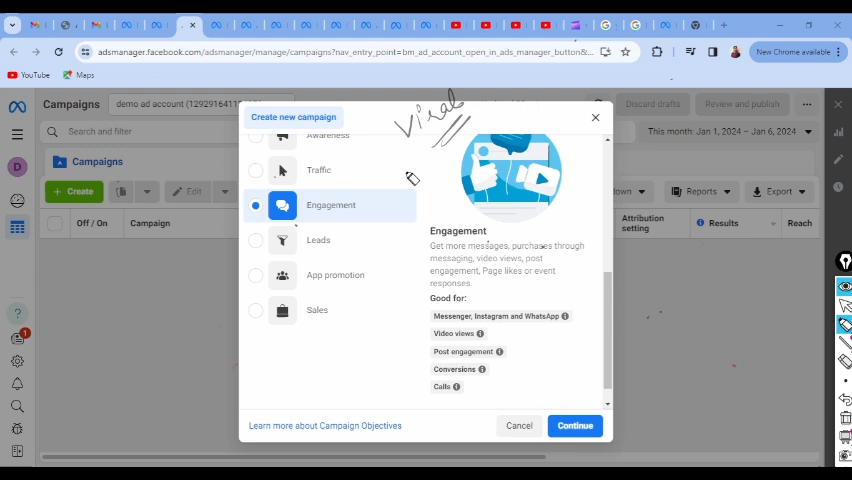 adsmanager.facebook.com/adsmanager/manage/campaigns?nav_entry_point=bm_ad_account_open_in_ads_manager_button&...
New Chrome available
YouTube
Maps
Campaigns
demo ad account
Discard drafts
Review and publish
Search and filter
This month: Jan 1, 2024 – Jan 6, 2024
Campaigns
Create
Edit
Reports
Export
Off / On
Campaign
Attribution setting
Results
Reach
D
1
Create new campaign
Viral
Awareness
Traffic
Engagement
Leads
App promotion
Sales
Engagement
Get more messages, purchases through
messaging, video views, post
engagement, Page likes or event
responses.
Good for:
Messenger, Instagram and WhatsApp
Video views
Post engagement
Conversions
Calls
Learn more about Campaign Objectives
Cancel
Continue